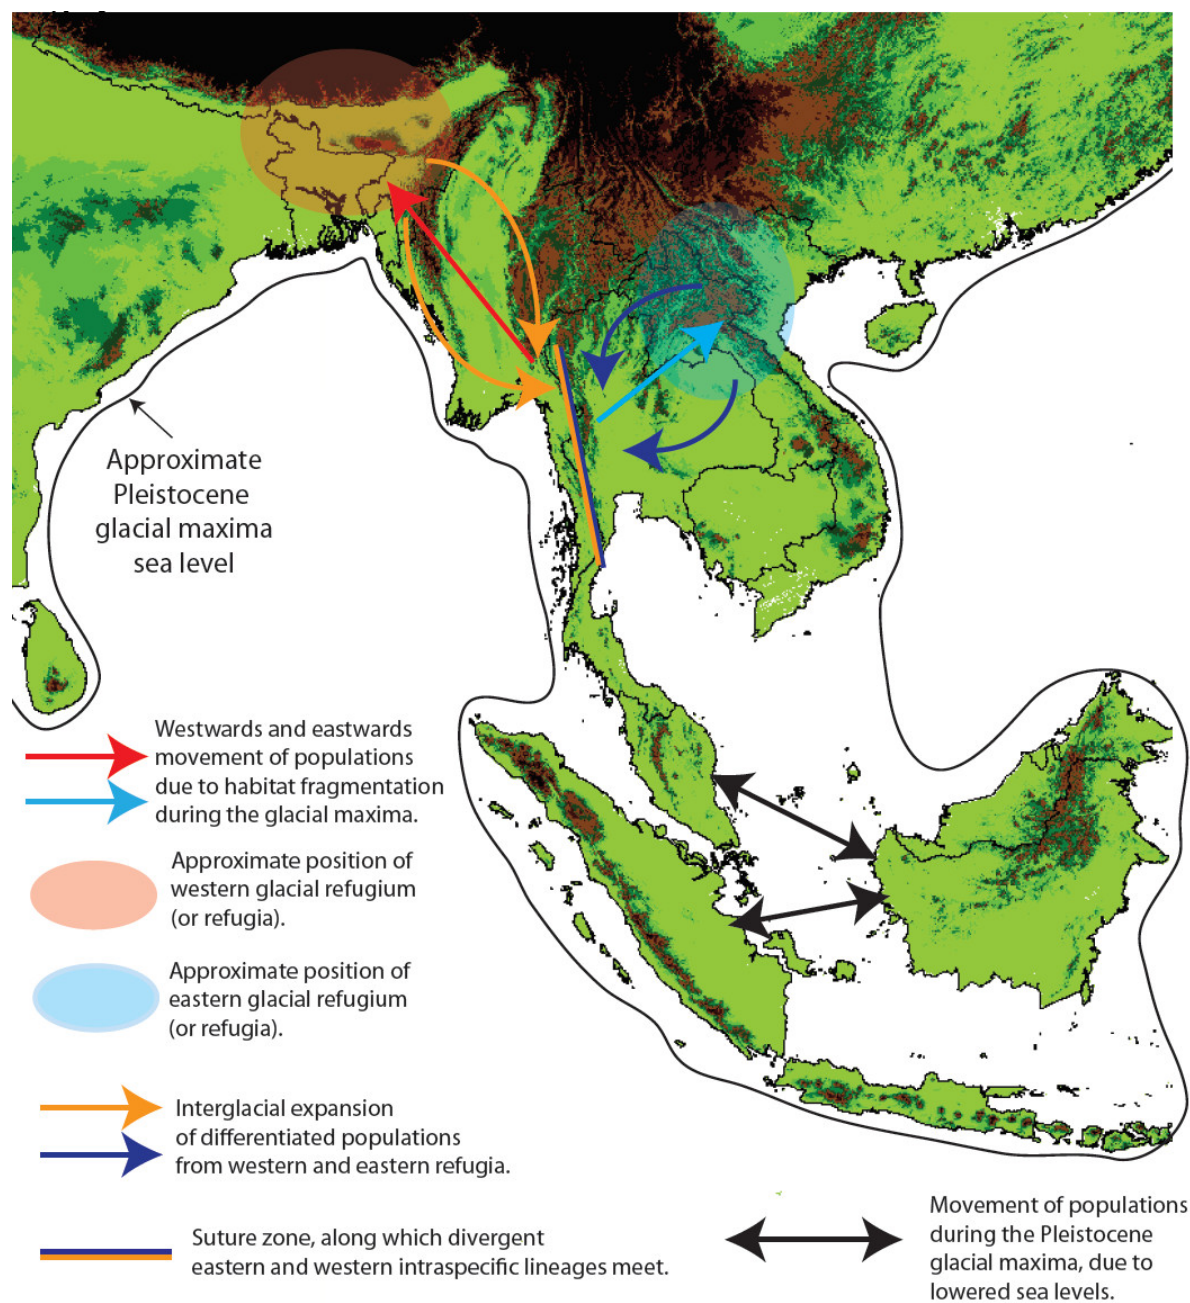 Approximate
Pleistocene
glacial maxima
sea level
Westwards and eastwards
movement of populations
due to habitat fragmentation
during the glacial maxima.
Approximate position of
western glacial refugium
(or refugia).
Approximate position of
eastern glacial refugium
(or refugia).
Interglacial expansion
of differentiated populations
from western and eastern refugia.
Suture zone, along which divergent
eastern and western intraspecific lineages meet.
Movement of populations
during the Pleistocene
glacial maxima, due to
lowered sea levels.